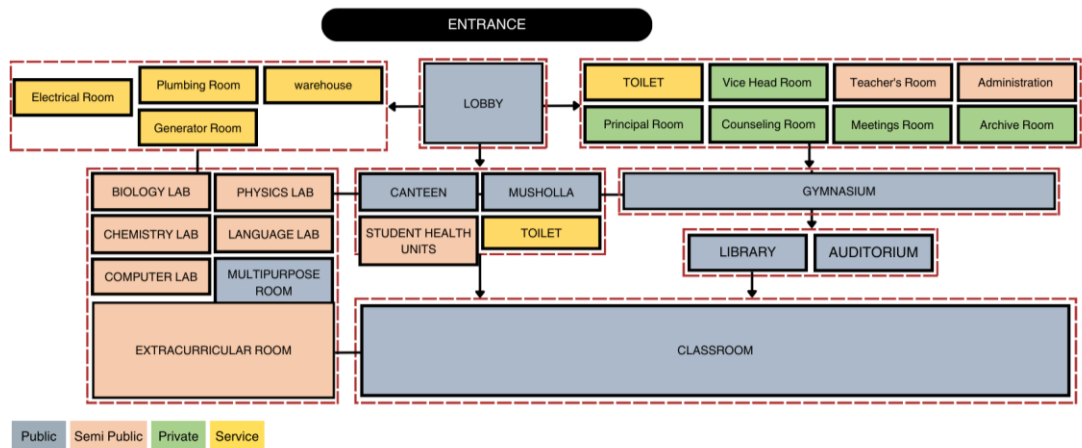 ENTRANCE
Electrical Room
Plumbing Room
warehouse
Generator Room
LOBBY
TOILET
Vice Head Room
Teacher's Room
Administration
Principal Room
Counseling Room
Meetings Room
Archive Room
BIOLOGY LAB
PHYSICS LAB
CHEMISTRY LAB
LANGUAGE LAB
COMPUTER LAB
MULTIPURPOSE
ROOM
EXTRACURRICULAR ROOM
CANTEEN
MUSHOLLA
STUDENT HEALTH
UNITS
TOILET
GYMNASIUM
LIBRARY
AUDITORIUM
CLASSROOM
Public
Semi Public
Private
Service